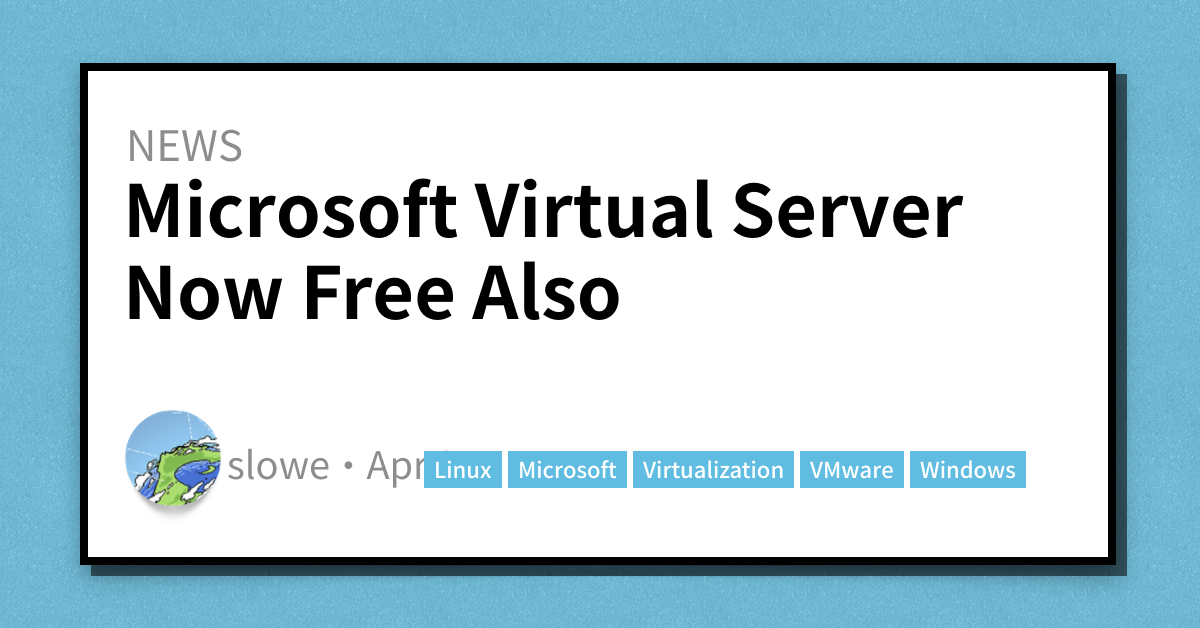 NEWS
Microsoft Virtual Server
Now Free Also
slowe • Apr
Linux Microsoft Virtualization VMware Windows